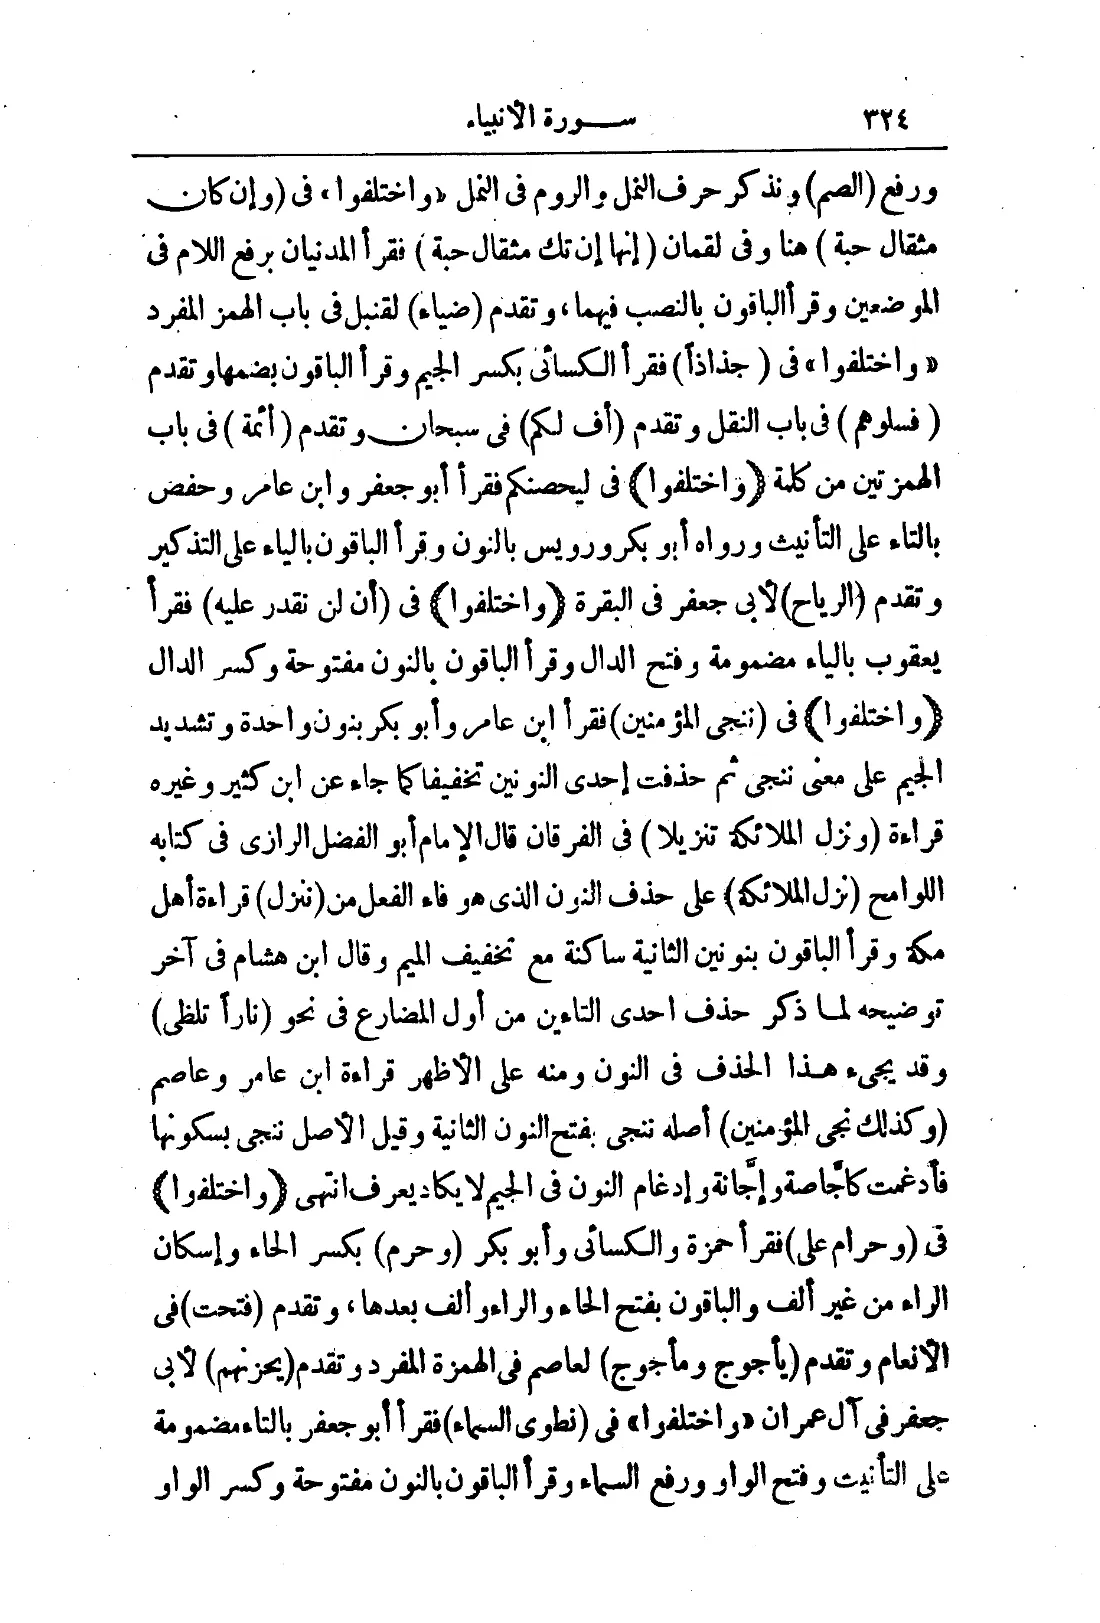 ٣٢٤ ســورة الأنبياء
ورفع (الصم) ونذكر حرف النمل والروم فى النمل «واختلفوا» فى (وإن كان
مثقال حبة) هنا وفى لقمان (إنها إن تك مثقال حبة) فقرأ المدنيان برفع اللام فى
الموضعين وقرأ الباقون بالنصب فيهما، وتقدم (ضياء) لقنبل فى باب الهمز المفرد
«واختلفوا» فى (جذاذاً) فقرأ الكسائى بكسر الجيم وقرأ الباقون بضمها وتقدم
(فسلوهم) فى باب النقل وتقدم (أف لكم) فى سبحان وتقدم (أئمة) فى باب
الهمزتين من كلمة (واختلفوا) فى ليحصنكم فقرأ أبو جعفر وابن عامر وحفص
بالتاء على التأنيث ورواه أبو بكر ورويس بالنون وقرأ الباقون بالياء على التذكير
وتقدم (الرياح) لأبى جعفر فى البقرة (واختلفوا) فى (أن لن نقدر عليه) فقرأ
يعقوب بالياء مضمومة وفتح الدال وقرأ الباقون بالنون مفتوحة وكسر الدال
(واختلفوا) فى (ننجى المؤمنين) فقرأ ابن عامر وأبو بكر بنون واحدة وتشديد
الجيم على معنى ننجى ثم حذفت إحدى النونين تخفيفا كما جاء عن ابن كثير وغيره
قراءة (ونزل الملائكة تنزيلا) فى الفرقان قال الإمام أبو الفضل الرازى فى كتابه
اللوامح (نزل الملائكة) على حذف النون الذى هو فاء الفعل من (ننزل) قراءة أهل
مكة وقرأ الباقون بنونين الثانية ساكنة مع تخفيف الميم وقال ابن هشام فى آخر
توضيحه لمـا ذكر حذف احدى التاءين من أول المضارع فى نحو (ناراً تلظى)
وقد يجىء هـذا الحذف فى النون ومنه على الأظهر قراءة ابن عامر وعاصم
(وكذلك نجى المؤمنين) أصله ننجى بفتح النون الثانية وقيل الأصل ننجى بسكونها
فأدغمت كاجَّاصة وإجَّانة وإدغام النون فى الجيم لا يكاد يعرف انتهى (واختلفوا)
فى (وحرام على) فقرأ حمزة والكسائى وأبو بكر (وحرم) بكسر الحاء وإسكان
الراء من غير ألف والباقون بفتح الحاء والراء وألف بعدها، وتقدم (فتحت) فى
الأنعام وتقدم (يأجوج ومأجوج) لعاصم فى الهمزة المفرد وتقدم (يحزنهم) لأبى
جعفر فى آل عمران «واختلفوا» فى (نطوى السماء) فقرأ أبو جعفر بالتاء مضمومة
على التأنيث وفتح الواو ورفع السماء وقرأ الباقون بالنون مفتوحة وكسر الواو